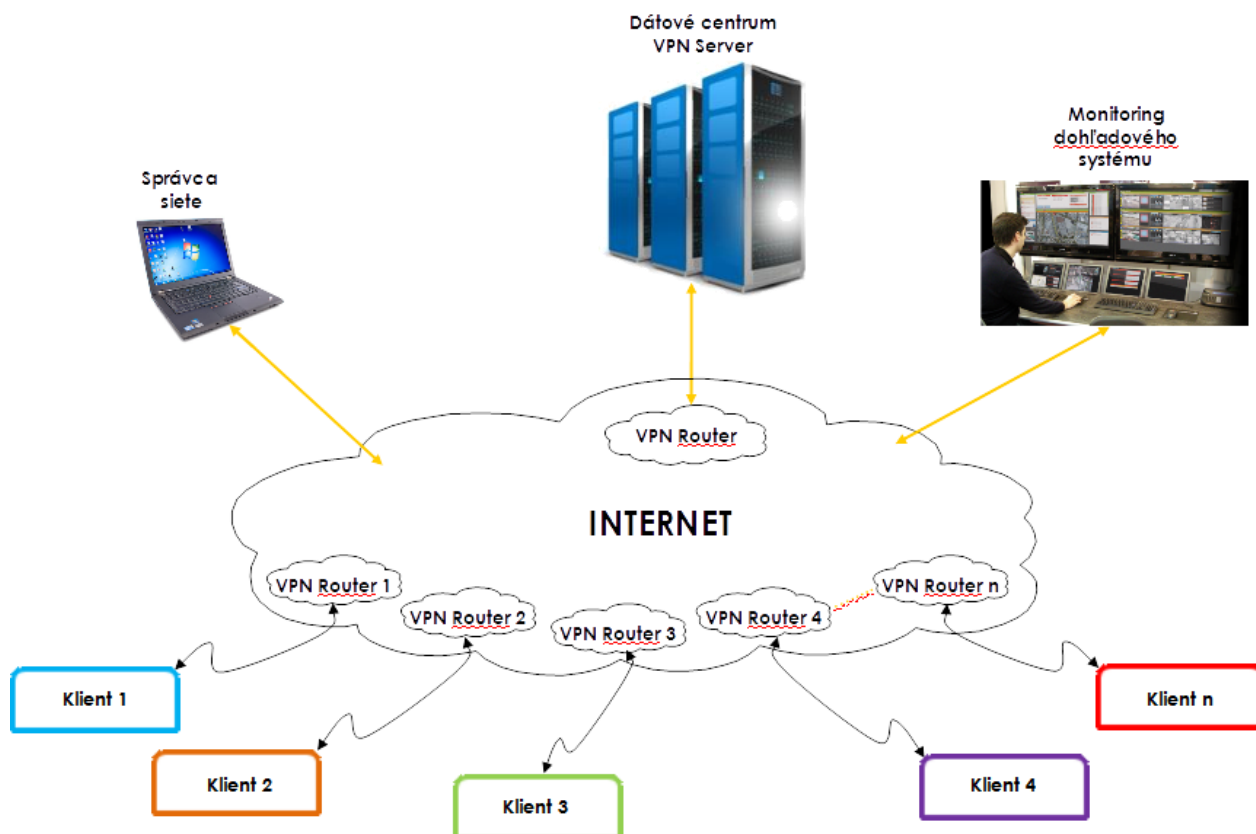 Dátové centrum
VPN Server
Monitoring
dohľadového
systému
Správca
siete
VPN Router
INTERNET
VPN Router 1
VPN Router 2
VPN Router 3
VPN Router 4
VPN Router n
Klient 1
Klient 2
Klient 3
Klient 4
Klient n